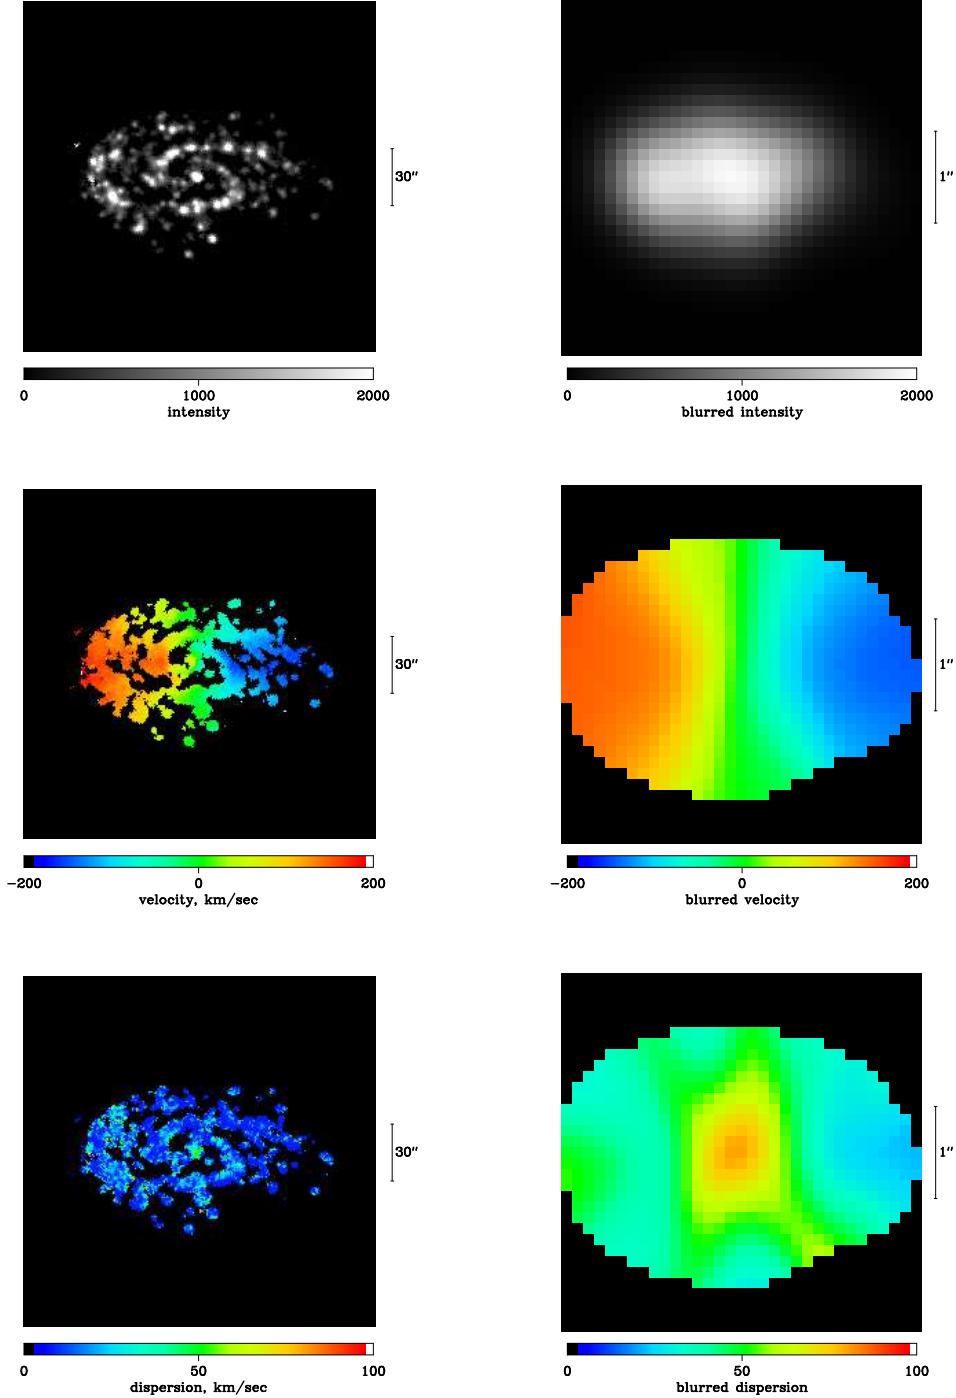 30"
1"
0 1000 2000
intensity
0 1000 2000
blurred intensity
30"
1"
−200 0 200
velocity, km/sec
−200 0 200
blurred velocity
30"
1"
0 50 100
dispersion, km/sec
0 50 100
blurred dispersion